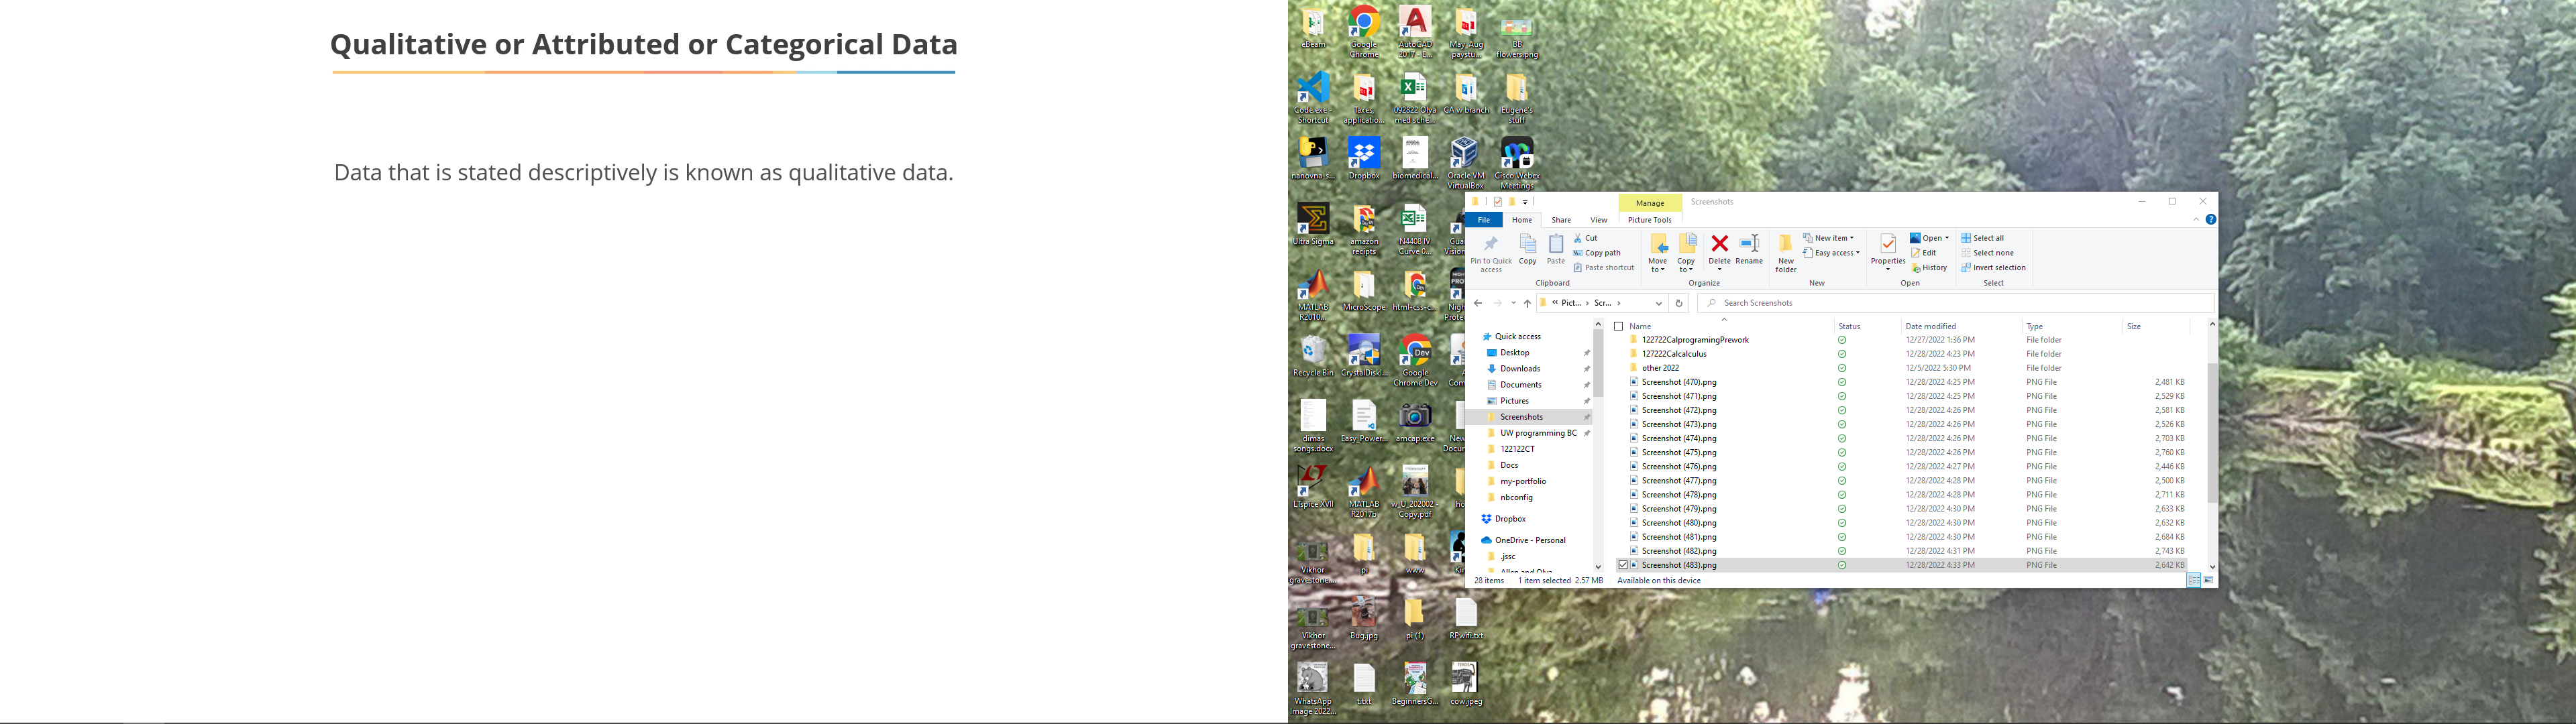 Qualitative or Attributed or Categorical Data
Data that is stated descriptively is known as qualitative data.
eBeam
Google Chrome
AutoCAD 2017 - E...
May_Aug paystu...
BB flowers.png
Code.exe - Shortcut
Taxes, applicatio...
092822 Olya med sche...
CA w branch
Eugene's stuff
nanovna-s...
Dropbox
biomedical...
Oracle VM VirtualBox
Cisco Webex Meetings
Ultra Sigma
amazon recipts
N4408 IV Curve 0...
MATLAB R2010...
MicroScope
html-css-c...
Recycle Bin
CrystalDiskI...
Google Chrome Dev
dimas songs.docx
Easy_Power...
amcap.exe
LTspice XVII
MATLAB R2017b
w_U_202002 - Copy.pdf
Vikhor gravestone...
pi
www
Vikhor gravestone...
Bug.jpg
pi (1)
RPwifi.txt
WhatsApp Image 2022...
t.txt
BeginnersG...
cow.jpeg
Manage
Screenshots
File
Home
Share
View
Picture Tools
Pin to Quick access
Copy
Paste
Cut
Copy path
Paste shortcut
Move to
Copy to
Delete
Rename
New folder
New item
Easy access
Properties
Open
Edit
History
Select all
Select none
Invert selection
Clipboard
Organize
New
Open
Select
« Pict... › Scr... ›
Search Screenshots
Quick access
Desktop
Downloads
Documents
Pictures
Screenshots
UW programming BC
122122CT
Docs
my-portfolio
nbconfig
Dropbox
OneDrive - Personal
.jssc
Name Status Date modified Type Size
122722CalprogramingPrework 12/27/2022 1:36 PM File folder
127222Calcalculus 12/28/2022 4:23 PM File folder
other 2022 12/5/2022 5:30 PM File folder
Screenshot (470).png 12/28/2022 4:25 PM PNG File 2,481 KB
Screenshot (471).png 12/28/2022 4:25 PM PNG File 2,529 KB
Screenshot (472).png 12/28/2022 4:26 PM PNG File 2,581 KB
Screenshot (473).png 12/28/2022 4:26 PM PNG File 2,526 KB
Screenshot (474).png 12/28/2022 4:26 PM PNG File 2,703 KB
Screenshot (475).png 12/28/2022 4:26 PM PNG File 2,760 KB
Screenshot (476).png 12/28/2022 4:27 PM PNG File 2,446 KB
Screenshot (477).png 12/28/2022 4:28 PM PNG File 2,500 KB
Screenshot (478).png 12/28/2022 4:28 PM PNG File 2,711 KB
Screenshot (479).png 12/28/2022 4:30 PM PNG File 2,633 KB
Screenshot (480).png 12/28/2022 4:30 PM PNG File 2,632 KB
Screenshot (481).png 12/28/2022 4:30 PM PNG File 2,684 KB
Screenshot (482).png 12/28/2022 4:31 PM PNG File 2,743 KB
Screenshot (483).png 12/28/2022 4:33 PM PNG File 2,642 KB
28 items 1 item selected 2.57 MB Available on this device